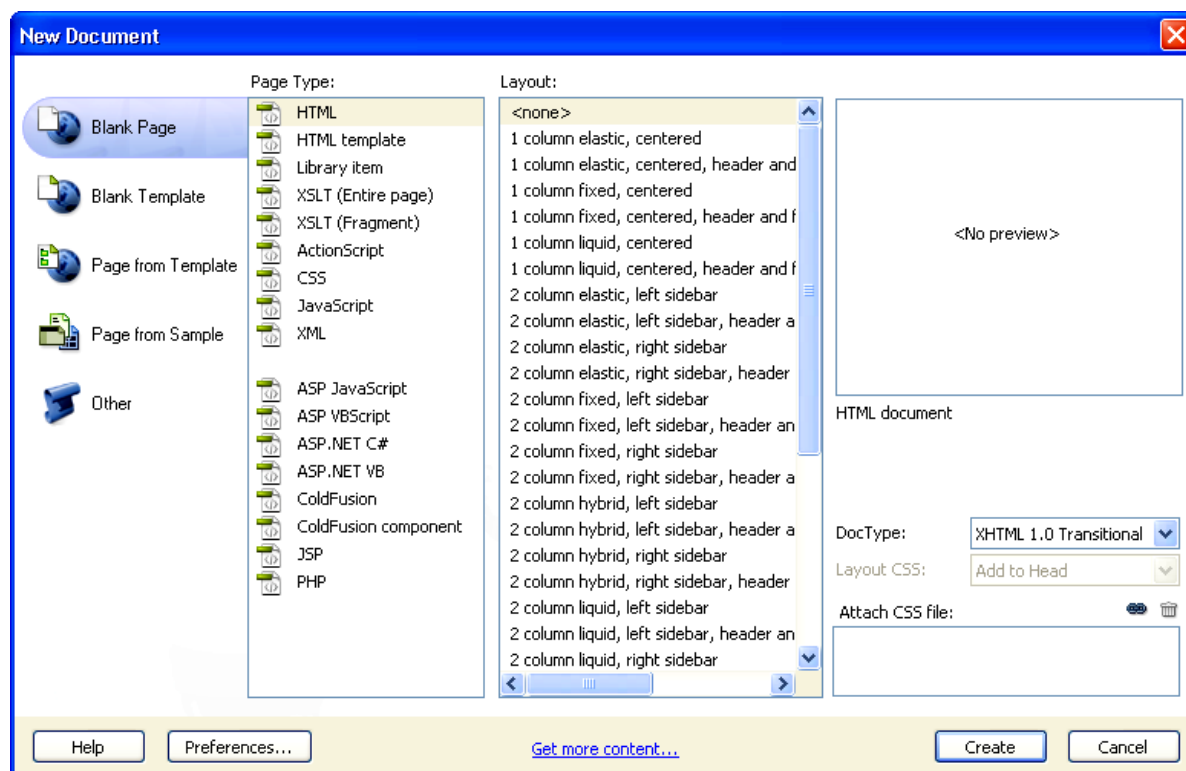 New Document
Blank Page
Blank Template
Page from Template
Page from Sample
Other
Page Type:
HTML
HTML template
Library item
XSLT (Entire page)
XSLT (Fragment)
ActionScript
CSS
JavaScript
XML
ASP JavaScript
ASP VBScript
ASP.NET C#
ASP.NET VB
ColdFusion
ColdFusion component
JSP
PHP
Layout:
<none>
1 column elastic, centered
1 column elastic, centered, header and
1 column fixed, centered
1 column fixed, centered, header and f
1 column liquid, centered
1 column liquid, centered, header and f
2 column elastic, left sidebar
2 column elastic, left sidebar, header a
2 column elastic, right sidebar
2 column elastic, right sidebar, header
2 column fixed, left sidebar
2 column fixed, left sidebar, header an
2 column fixed, right sidebar
2 column fixed, right sidebar, header a
2 column hybrid, left sidebar
2 column hybrid, left sidebar, header a
2 column hybrid, right sidebar
2 column hybrid, right sidebar, header
2 column liquid, left sidebar
2 column liquid, left sidebar, header an
2 column liquid, right sidebar
<No preview>
HTML document
DocType: XHTML 1.0 Transitional
Layout CSS: Add to Head
Attach CSS file:
Help Preferences... Get more content... Create Cancel